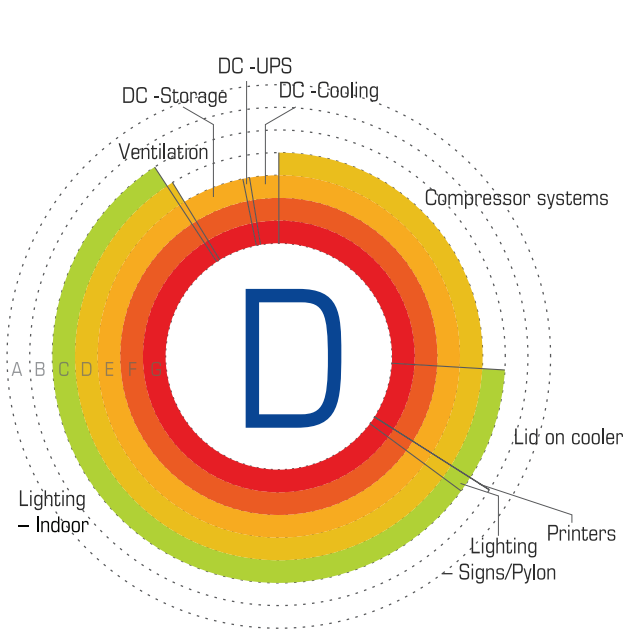 DC -UPS
DC -Storage
DC -Cooling
Ventilation
Compressor systems
A B C D E F G
D
Lid on cooler
Lighting
– Indoor
Printers
Lighting
– Signs/Pylon